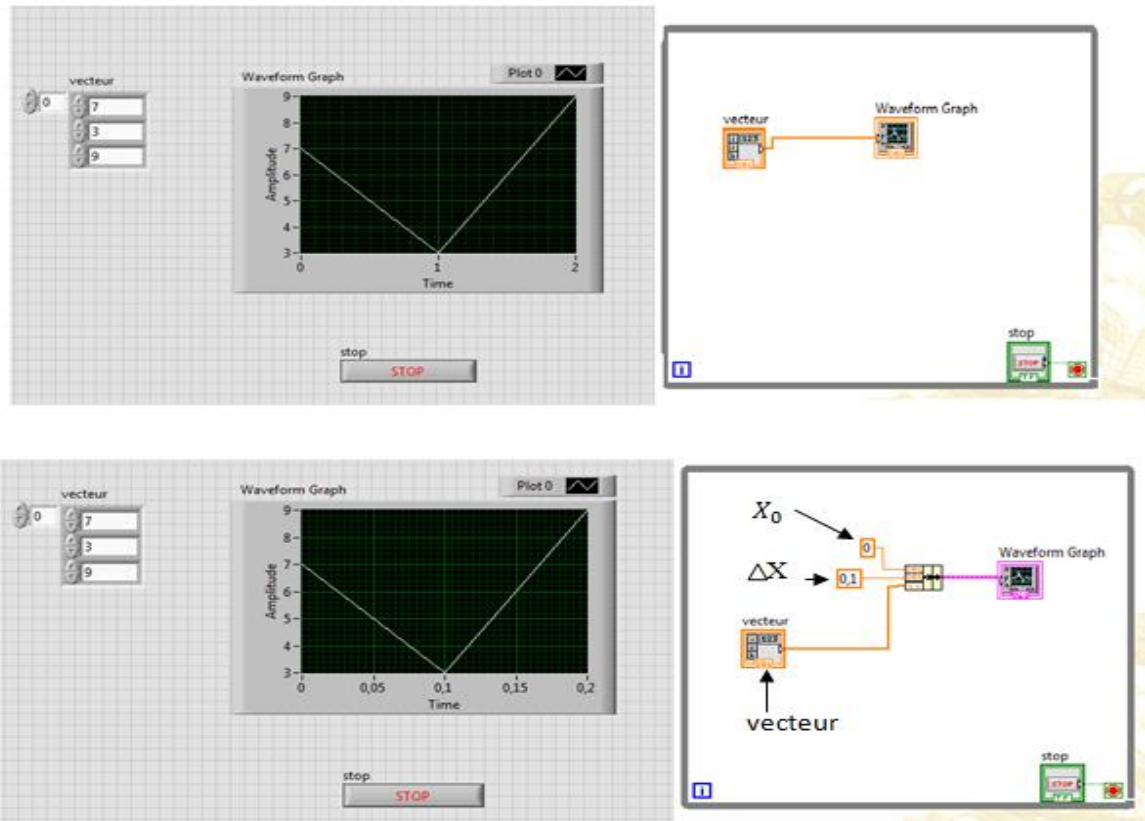 vecteur
0
7
3
9
Waveform Graph
Plot 0
Amplitude
9
8
7
6
5
4
3
0
1
2
Time
stop
STOP
vecteur
Waveform Graph
stop
STOP
i
vecteur
0
7
3
9
Waveform Graph
Plot 0
Amplitude
9
8
7
6
5
4
3
0
0,05
0,1
0,15
0,2
Time
stop
STOP
X₀
0
ΔX
0,1
Waveform Graph
vecteur
vecteur
stop
STOP
i